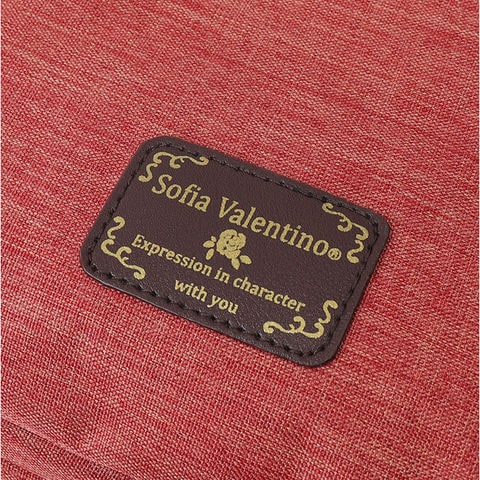 Sofia Valentino®
Expression in character
with you